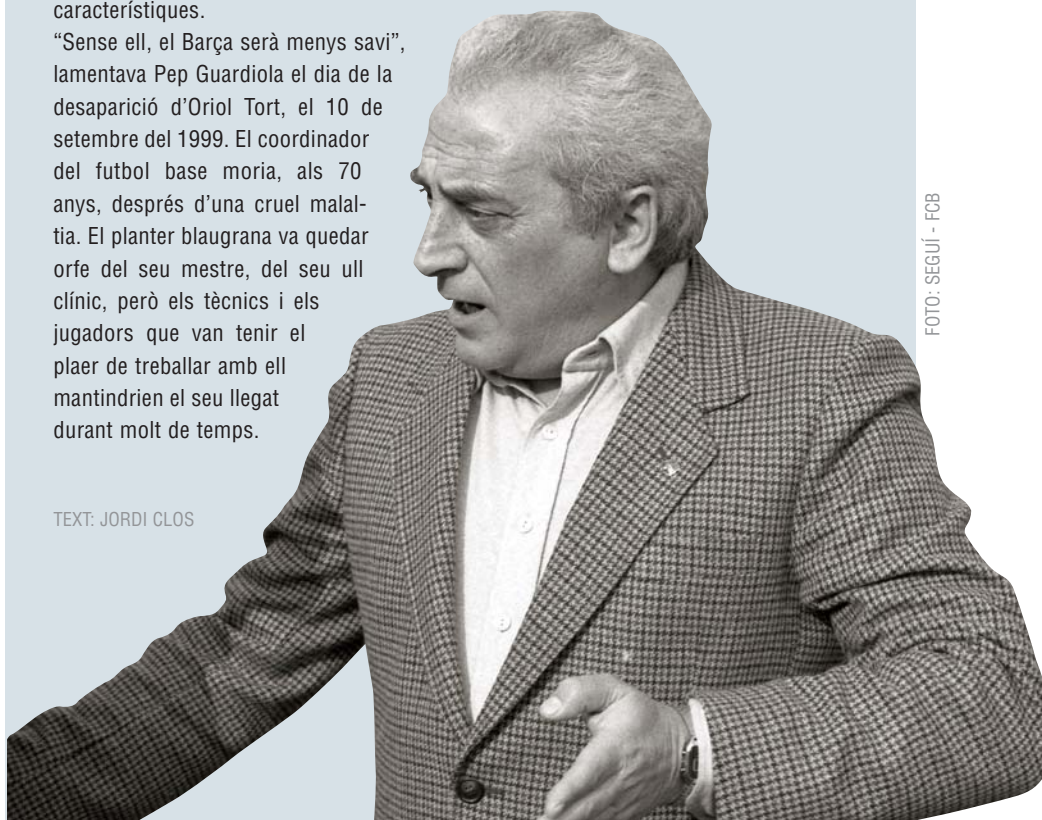 característiques.
“Sense ell, el Barça serà menys savi”,
lamentava Pep Guardiola el dia de la
desaparició d’Oriol Tort, el 10 de
setembre del 1999. El coordinador
del futbol base moria, als 70
anys, després d’una cruel malal-
tia. El planter blaugrana va quedar
orfe del seu mestre, del seu ull
clínic, però els tècnics i els
jugadors que van tenir el
plaer de treballar amb ell
mantindrien el seu llegat
durant molt de temps.
TEXT: JORDI CLOS
FOTO: SEGUÍ - FCB